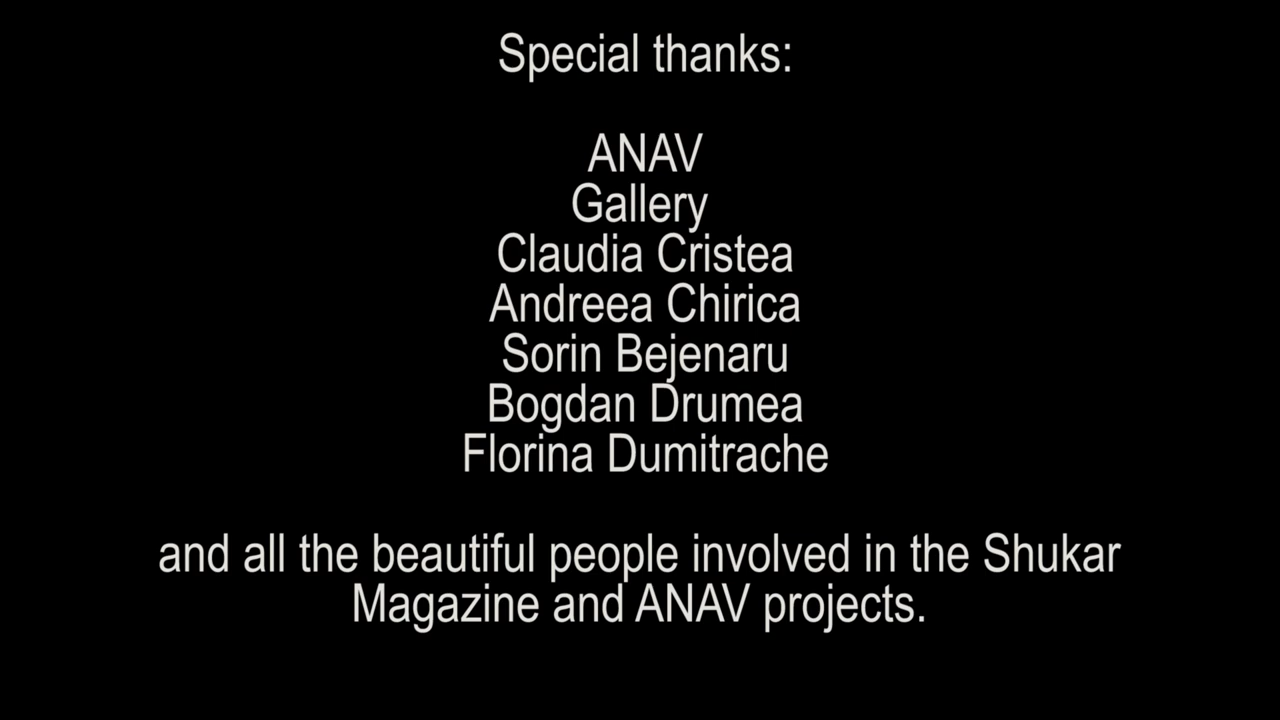 Special thanks:
ANAV
Gallery
Claudia Cristea
Andreea Chirica
Sorin Bejenaru
Bogdan Drumea
Florina Dumitrache
and all the beautiful people involved in the Shukar
Magazine and ANAV projects.